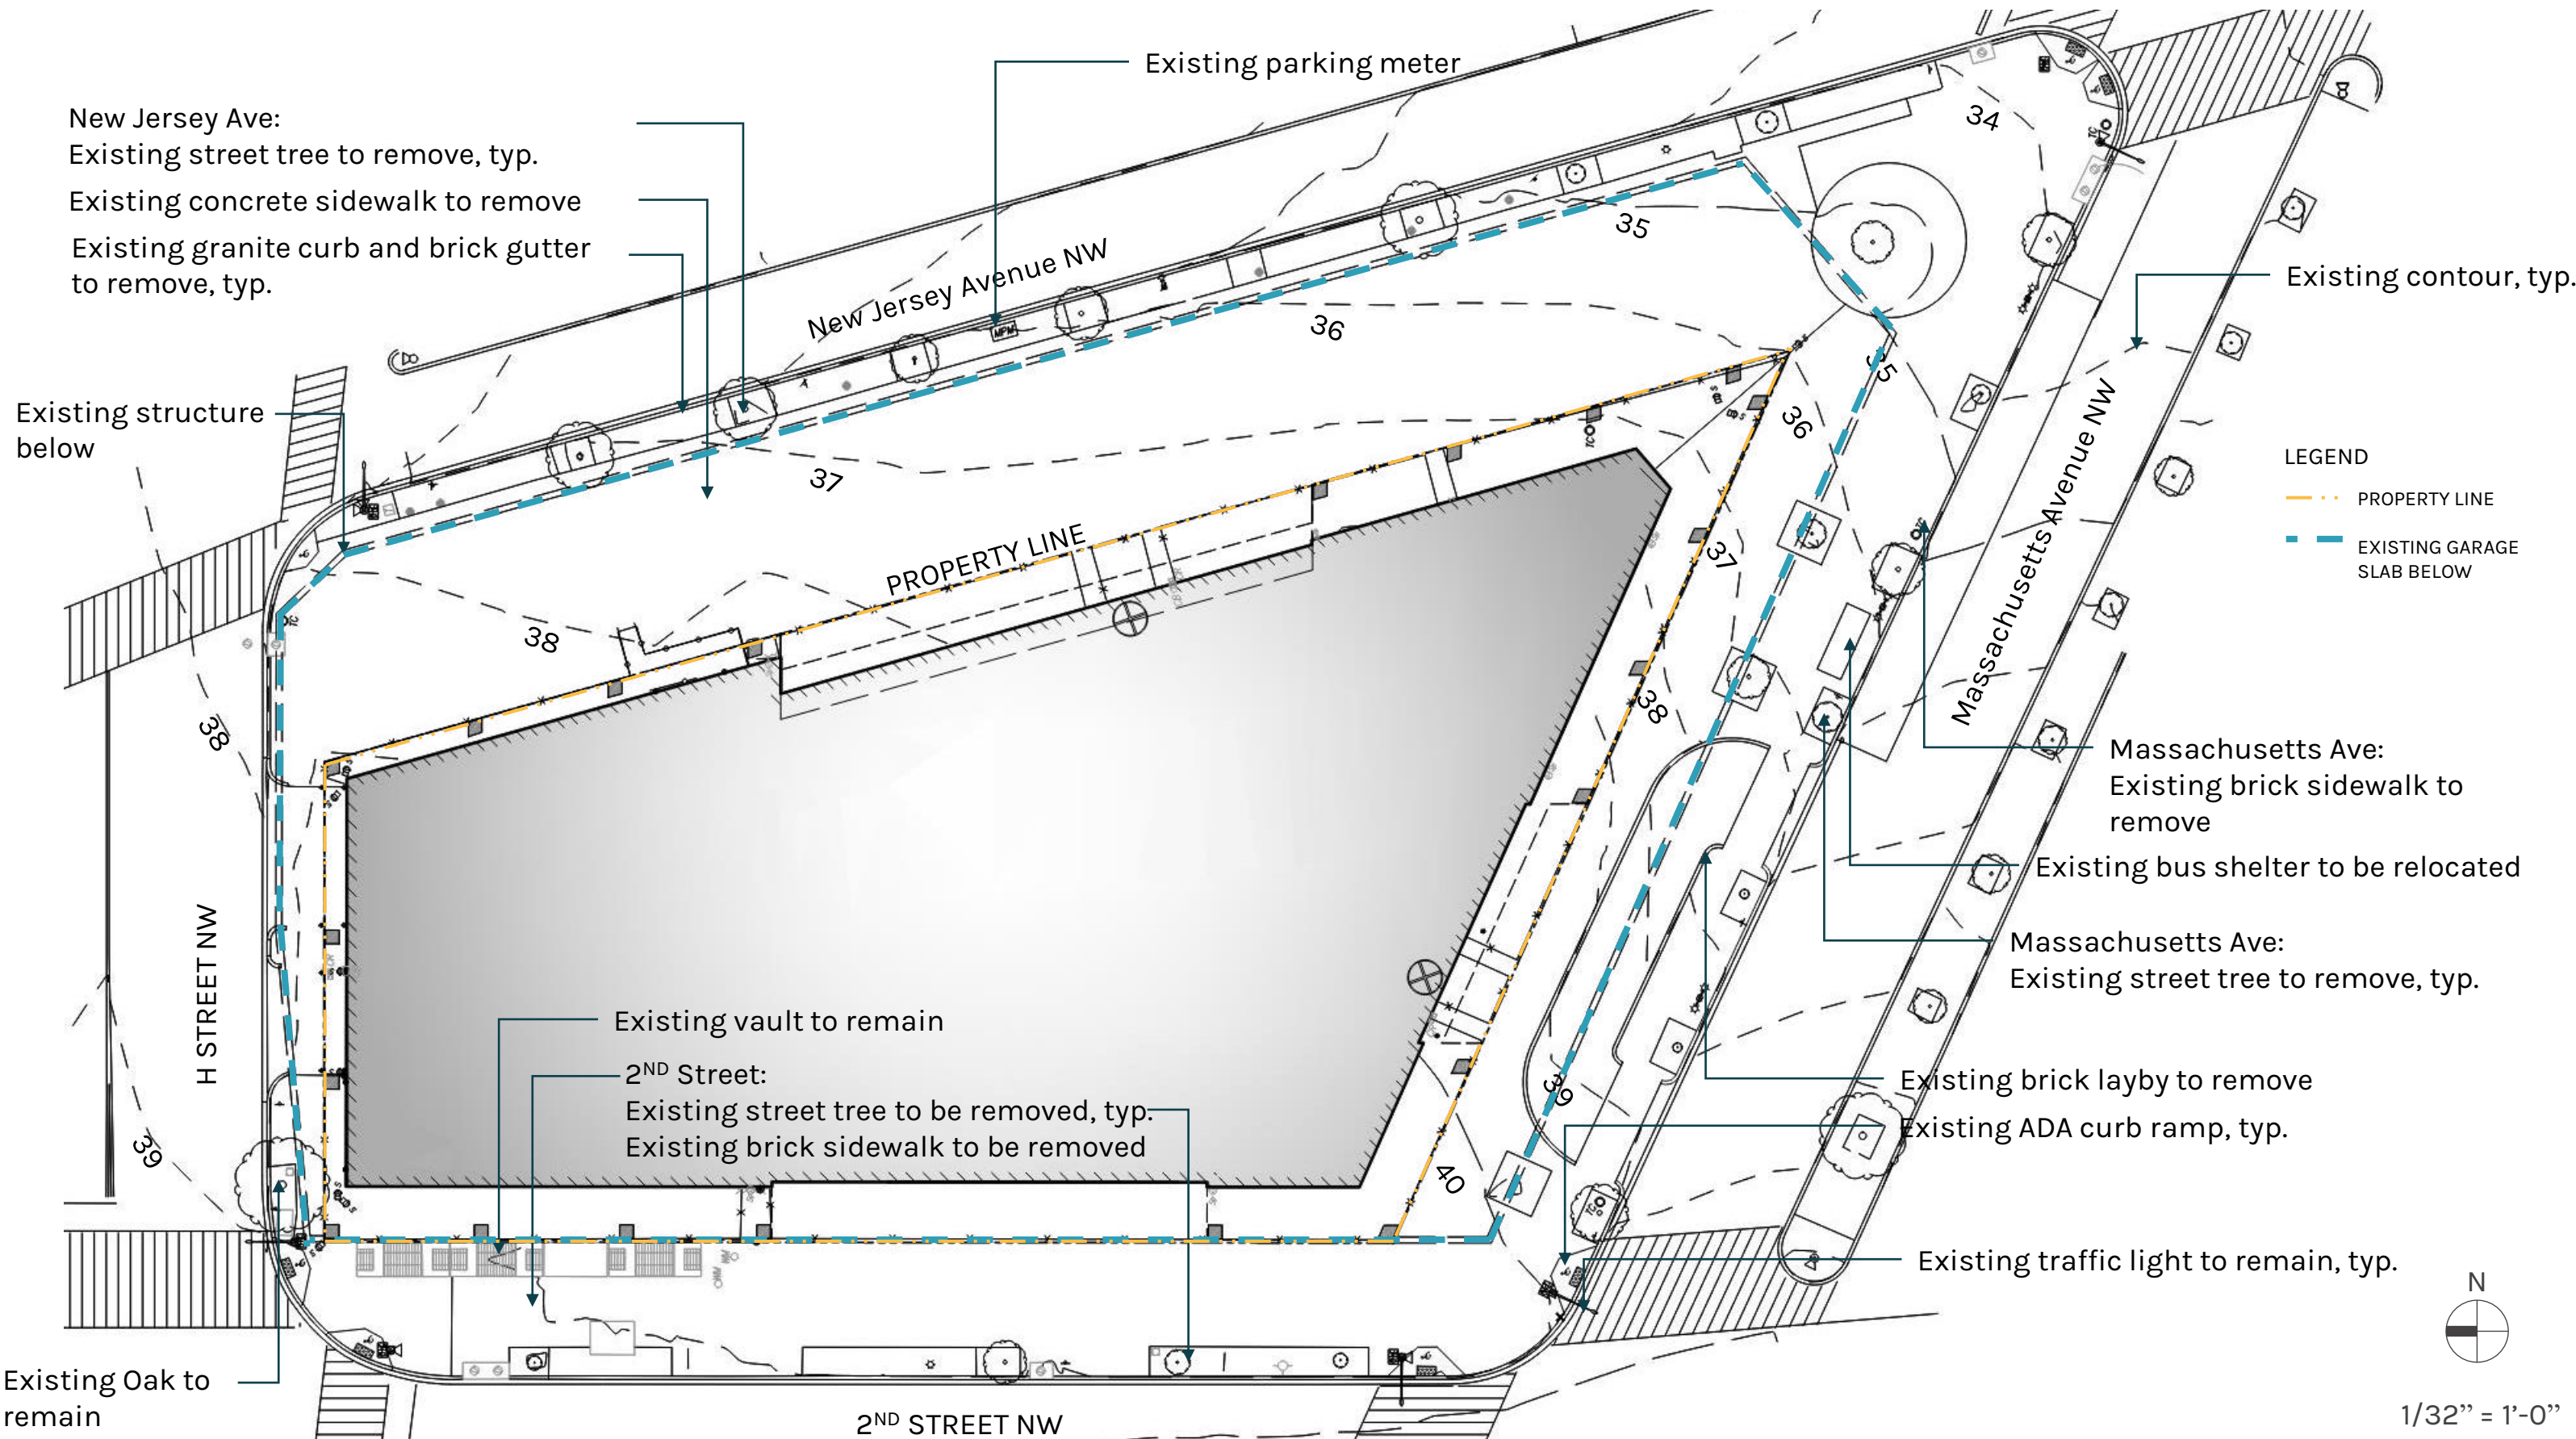 Existing parking meter
New Jersey Ave:
Existing street tree to remove, typ.
Existing concrete sidewalk to remove
Existing granite curb and brick gutter
to remove, typ.
New Jersey Avenue NW
34
35
36
Existing contour, typ.
MPM
35
36
Existing structure
below
37
37
Massachusetts Avenue NW
LEGEND
PROPERTY LINE
EXISTING GARAGE
SLAB BELOW
PROPERTY LINE
TC
TC
TC
TC
38
38
38
Massachusetts Ave:
Existing brick sidewalk to
remove
Existing bus shelter to be relocated
Massachusetts Ave:
Existing street tree to remove, typ.
H STREET NW
Existing vault to remain
2ND Street:
Existing street tree to be removed, typ.
Existing brick sidewalk to be removed
39
Existing brick layby to remove
Existing ADA curb ramp, typ.
39
40
TC
Existing traffic light to remain, typ.
N
Existing Oak to
remain
2ND STREET NW
1/32” = 1’-0”